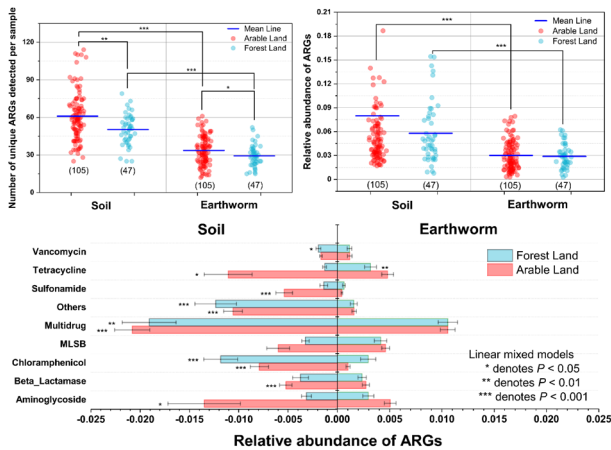 Number of unique ARGs detected per sample
120
90
60
30
0
***
**
***
*
Mean Line
Arable Land
Forest Land
(105)
(47)
(105)
(47)
Soil
Earthworm
Relative abundance of ARGs
0.21
0.18
0.15
0.12
0.09
0.06
0.03
0.00
***
***
Mean Line
Arable Land
Forest Land
(105)
(47)
(105)
(47)
Soil
Earthworm
Soil
Earthworm
Vancomycin
*
Tetracycline
*
**
Sulfonamide
***
Others
***
***
Multidrug
**
***
MLSB
Chloramphenicol
***
***
Beta_Lactamase
***
Aminoglycoside
*
Forest Land
Arable Land
Linear mixed models
* denotes P < 0.05
** denotes P < 0.01
*** denotes P < 0.001
-0.025
-0.020
-0.015
-0.010
-0.005
0.000
0.000
0.005
0.010
0.015
0.020
0.025
Relative abundance of ARGs